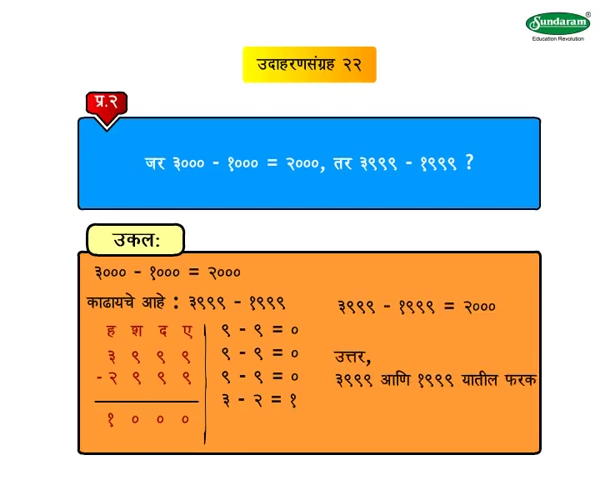 Sundaram®
Education Revolution
उदाहरणसंग्रह २२
प्र.२
जर ३००० - १००० = २०००, तर ३९९९ - १९९९ ?
उकल:
३००० - १००० = २०००
काढायचे आहे : ३९९९ - १९९९
ह श द ए
३ ९ ९ ९
- २ ९ ९ ९
१ ० ० ०
९ - ९ = ०
९ - ९ = ०
९ - ९ = ०
३ - २ = १
३९९९ - १९९९ = २०००
उत्तर,
३९९९ आणि १९९९ यातील फरक